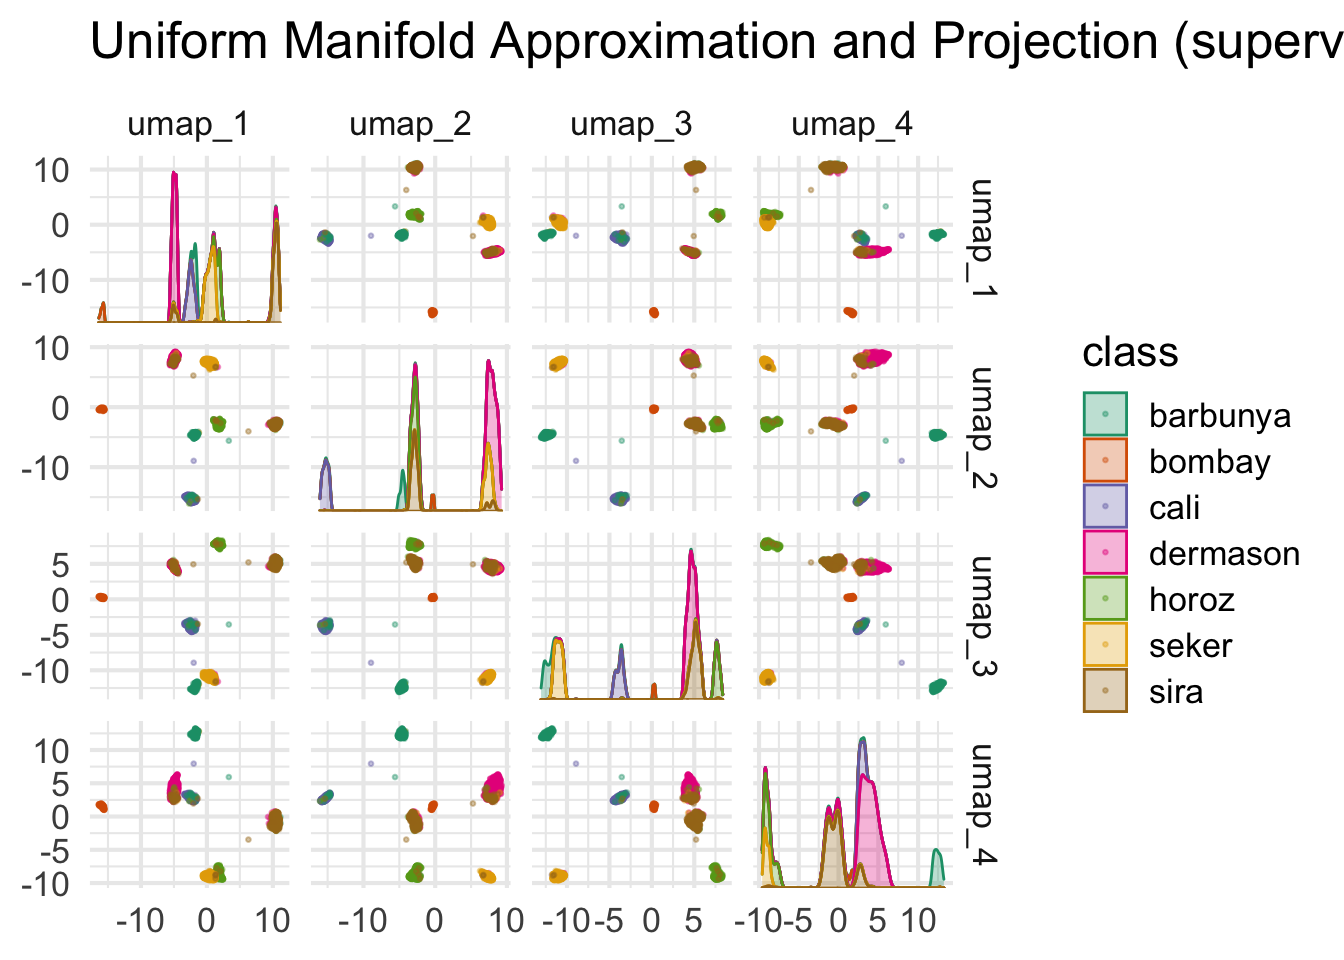 Uniform Manifold Approximation and Projection (superv
umap_1 umap_2 umap_3 umap_4
10
0
-10
umap_1
10
0
-10
umap_2
5
0
-5
-10
umap_3
10
5
0
-5
-10
umap_4
-10 0 10 -10 0 10 -10 -5 0 5 -10 -5 0 5 10
class
barbunya
bombay
cali
dermason
horoz
seker
sira